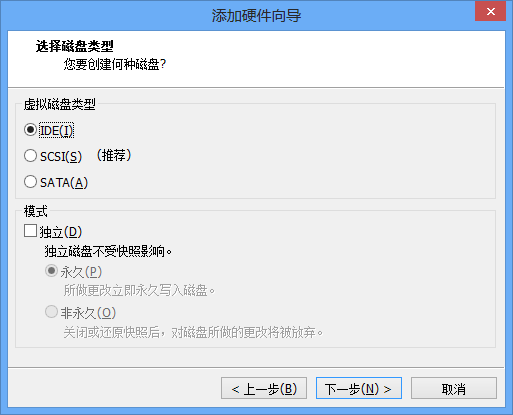 添加硬件向导
选择磁盘类型
您要创建何种磁盘?
虚拟磁盘类型
IDE(I)
SCSI(S) (推荐)
SATA(A)
模式
独立(D)
独立磁盘不受快照影响。
永久(P)
所做更改立即永久写入磁盘。
非永久(O)
关闭或还原快照后，对磁盘所做的更改将被放弃。
< 上一步(B) 下一步(N) > 取消